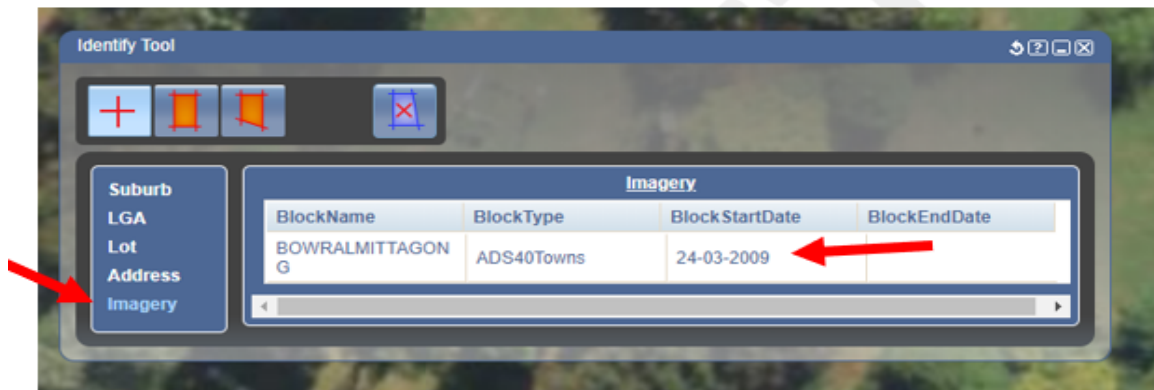 Identify Tool
Suburb
LGA
Lot
Address
Imagery
Imagery
BlockName BlockType BlockStartDate BlockEndDate
BOWRALMITTAGON
G ADS40Towns 24-03-2009